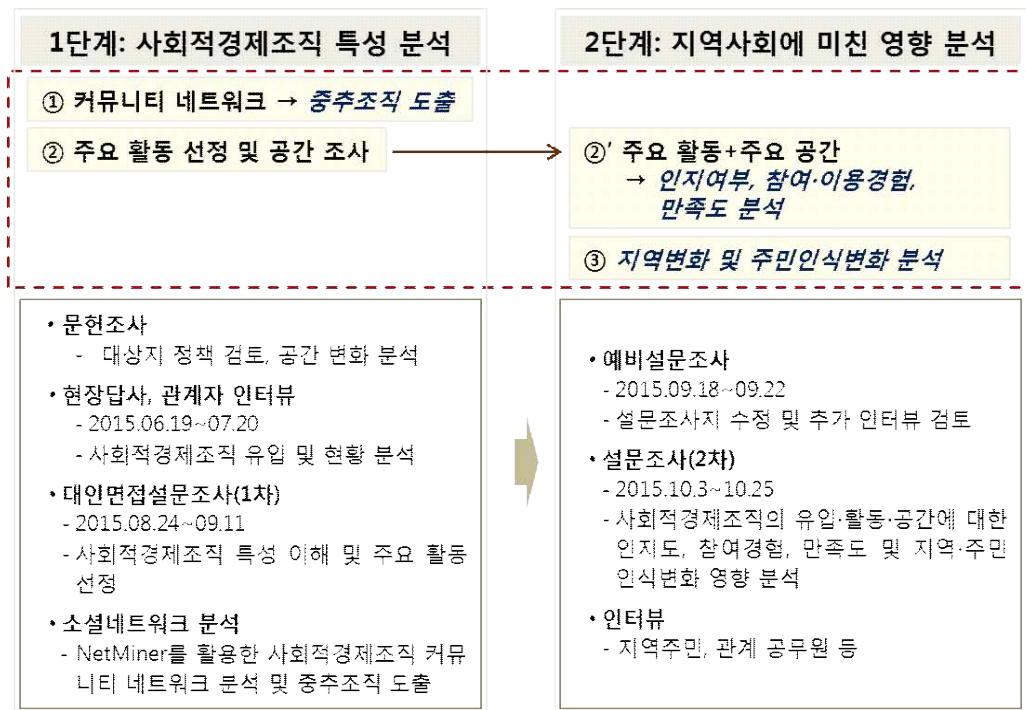 1단계: 사회적경제조직 특성 분석
① 커뮤니티 네트워크 → 중추조직 도출
② 주요 활동 선정 및 공간 조사
• 문헌조사
- 대상지 정책 검토, 공간 변화 분석
• 현장답사, 관계자 인터뷰
- 2015.06.19~07.20
- 사회적경제조직 유입 및 현황 분석
• 대인면접설문조사(1차)
- 2015.08.24~09.11
- 사회적경제조직 특성 이해 및 주요 활동
선정
• 소셜네트워크 분석
- NetMiner를 활용한 사회적경제조직 커뮤
니티 네트워크 분석 및 중추조직 도출
2단계: 지역사회에 미친 영향 분석
②′ 주요 활동+주요 공간
→ 인지여부, 참여·이용경험,
만족도 분석
③ 지역변화 및 주민인식변화 분석
• 예비설문조사
- 2015.09.18~09.22
- 설문조사지 수정 및 추가 인터뷰 검토
• 설문조사(2차)
- 2015.10.3~10.25
- 사회적경제조직의 유입·활동·공간에 대한
인지도, 참여경험, 만족도 및 지역·주민
인식변화 영향 분석
• 인터뷰
- 지역주민, 관계 공무원 등